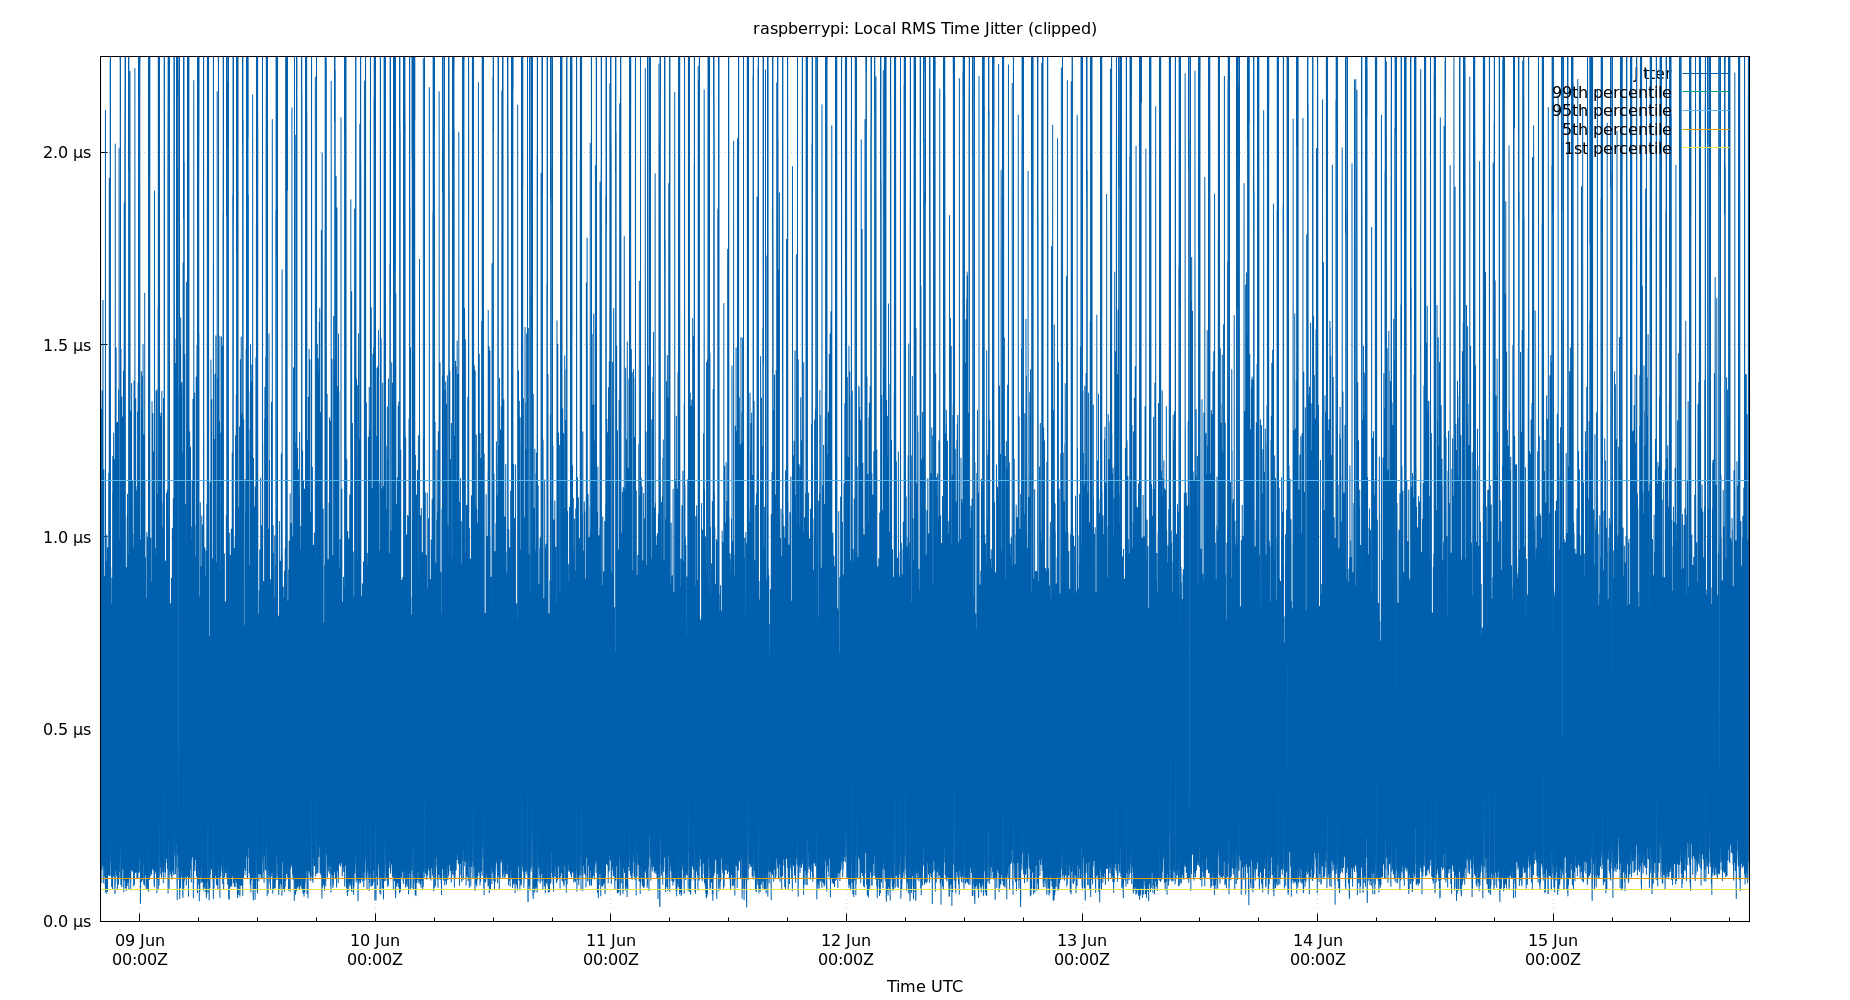 raspberrypi: Local RMS Time Jitter (clipped)
jitter
99th percentile
95th percentile
5th percentile
1st percentile
2.0 µs
1.5 µs
1.0 µs
0.5 µs
0.0 µs
09 Jun 10 Jun 11 Jun 12 Jun 13 Jun 14 Jun 15 Jun
00:00Z 00:00Z 00:00Z 00:00Z 00:00Z 00:00Z 00:00Z
Time UTC